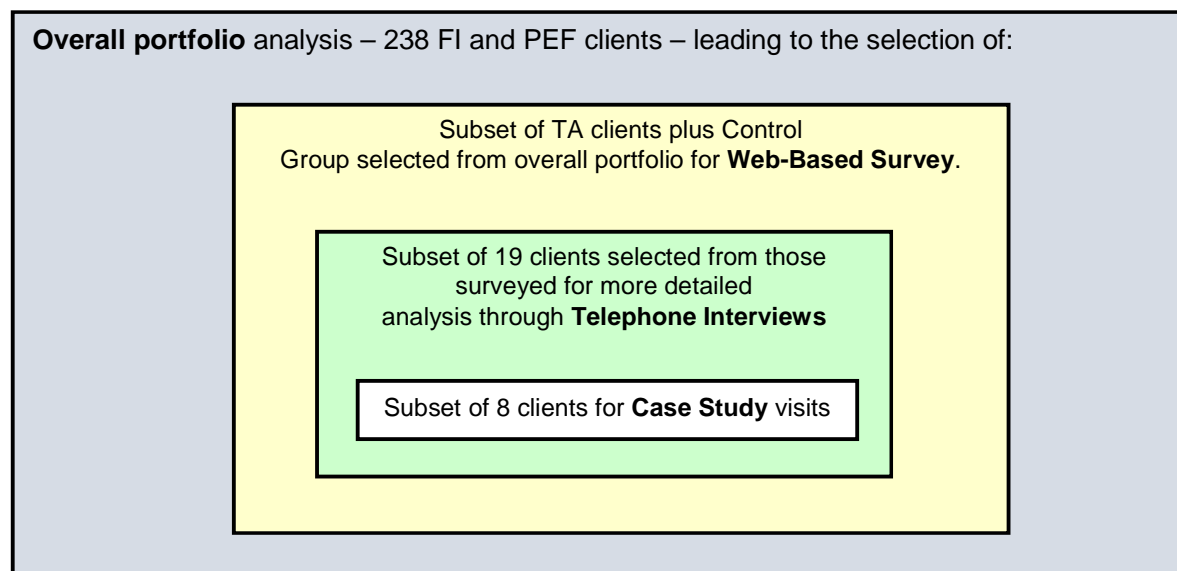 Overall portfolio analysis – 238 FI and PEF clients – leading to the selection of:
Subset of TA clients plus Control
Group selected from overall portfolio for Web-Based Survey.
Subset of 19 clients selected from those
surveyed for more detailed
analysis through Telephone Interviews
Subset of 8 clients for Case Study visits